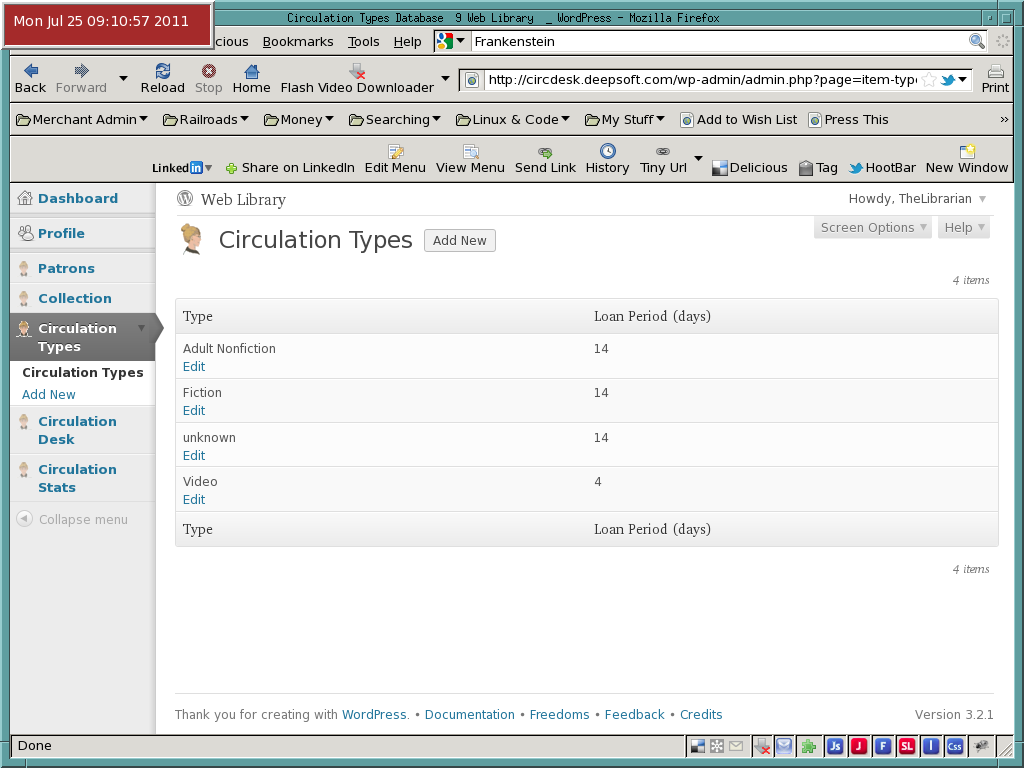 Mon Jul 25 09:10:57 2011
Circulation Types Database 9 Web Library _ WordPress - Mozilla Firefox
cious Bookmarks Tools Help Frankenstein
Back Forward Reload Stop Home Flash Video Downloader http://circdesk.deepsoft.com/wp-admin/admin.php?page=item-type Print
Merchant Admin Railroads Money Searching Linux & Code My Stuff Add to Wish List Press This »
Linked in Share on LinkedIn Edit Menu View Menu Send Link History Tiny Url Delicious Tag HootBar New Window
Dashboard
Profile
Patrons
Collection
Circulation
Types
Circulation Types
Add New
Circulation
Desk
Circulation
Stats
Collapse menu
Web Library Howdy, TheLibrarian
Screen Options Help
Circulation Types Add New
4 items
Type Loan Period (days)
Adult Nonfiction 14
Edit
Fiction 14
Edit
unknown 14
Edit
Video 4
Edit
Type Loan Period (days)
4 items
Thank you for creating with WordPress. • Documentation • Freedoms • Feedback • Credits Version 3.2.1
Done Js J F SL I Css